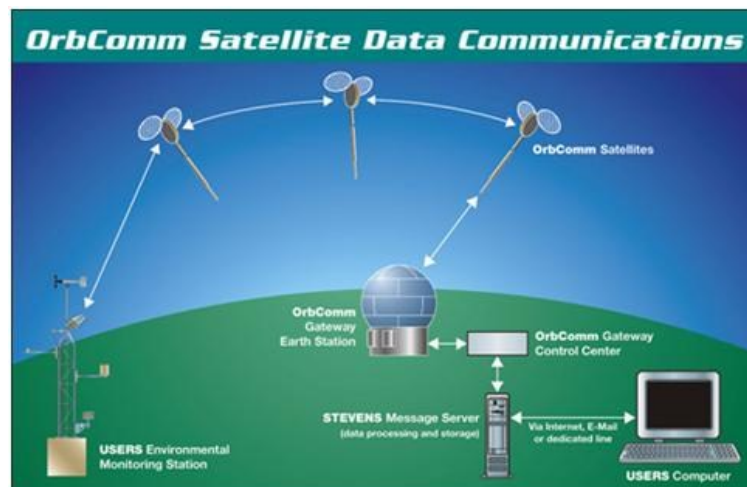 OrbComm Satellite Data Communications
OrbComm Satellites
OrbComm
Gateway
Earth Station
OrbComm Gateway
Control Center
STEVENS Message Server
(data processing and storage)
Via Internet, E-Mail
or dedicated line
USERS Environmental
Monitoring Station
USERS Computer